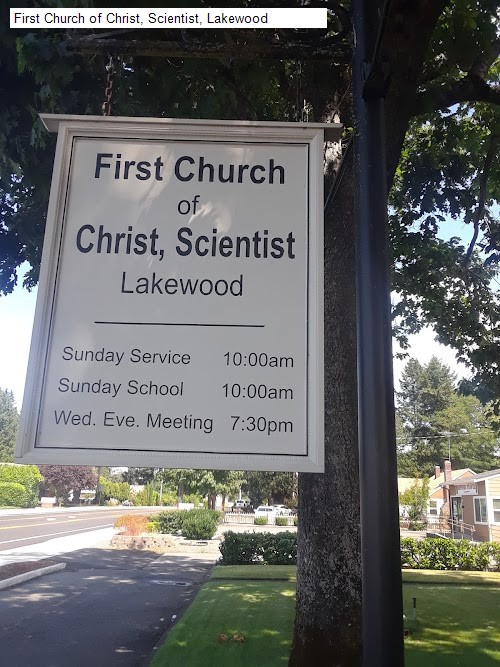 First Church of Christ, Scientist, Lakewood
First Church
of
Christ, Scientist
Lakewood
Sunday Service 10:00am
Sunday School 10:00am
Wed. Eve. Meeting 7:30pm